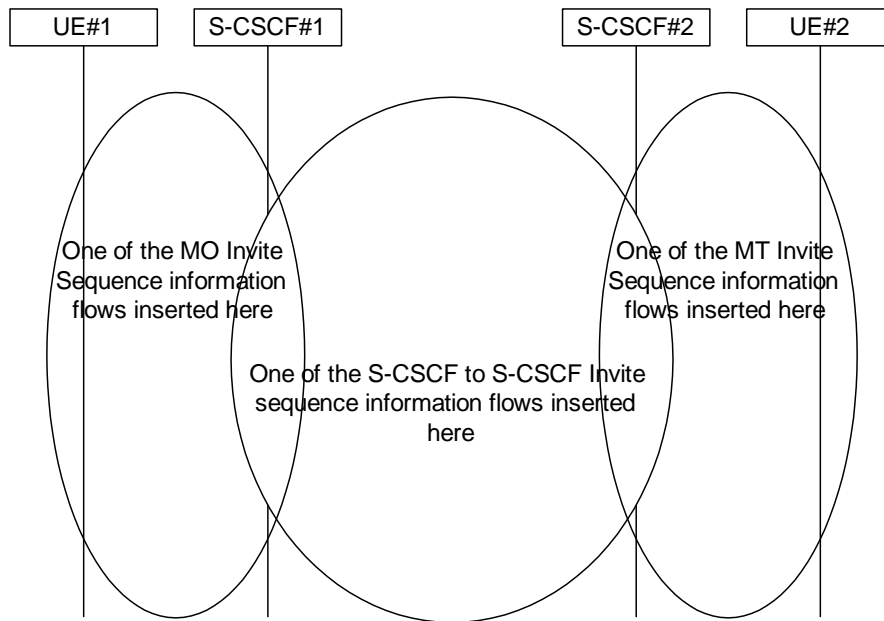 UE#1
S-CSCF#1
S-CSCF#2
UE#2
One of the MO Invite
Sequence information
flows inserted here
One of the MT Invite
Sequence information
flows inserted here
One of the S-CSCF to S-CSCF Invite
sequence information flows inserted
here